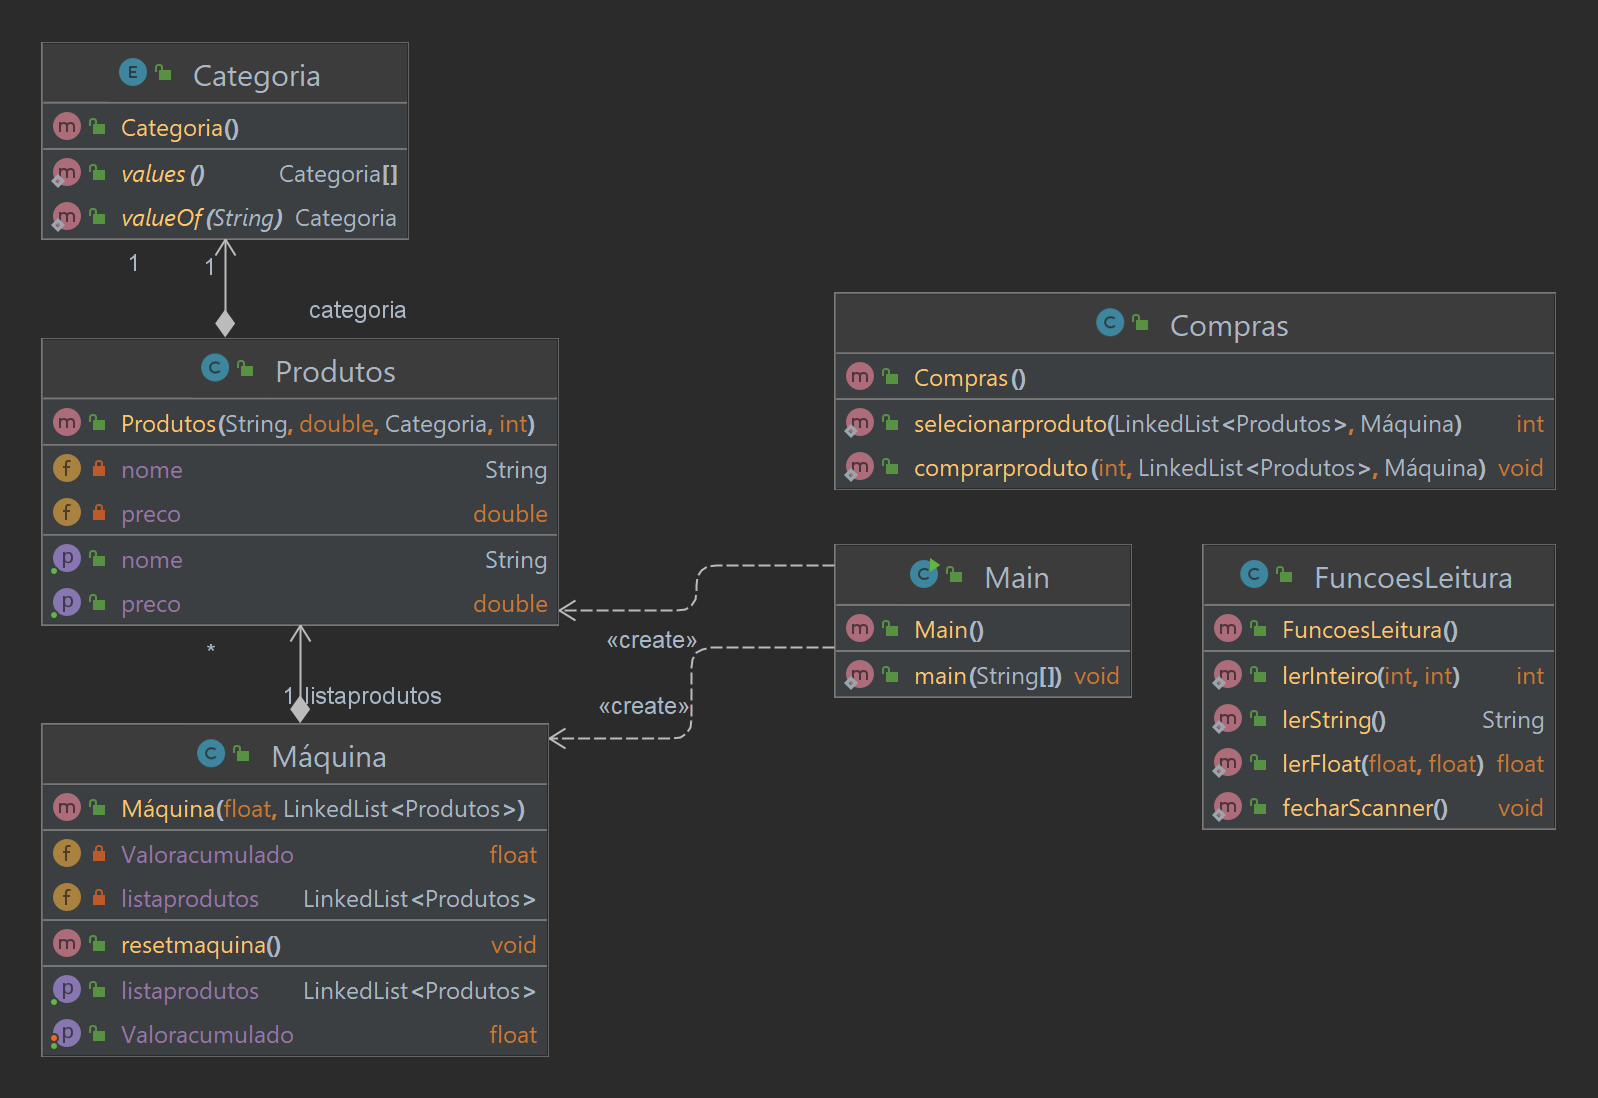 E Categoria
m Categoria()
m values() Categoria[]
m valueOf(String) Categoria
1 1
categoria
C Produtos
m Produtos(String, double, Categoria, int)
f nome String
f preco double
p nome String
p preco double
*
1 listaprodutos
C Máquina
m Máquina(float, LinkedList<Produtos>)
f Valoracumulado float
f listaprodutos LinkedList<Produtos>
m resetmaquina() void
p listaprodutos LinkedList<Produtos>
p Valoracumulado float
«create»
«create»
C Compras
m Compras()
m selecionarproduto(LinkedList<Produtos>, Máquina) int
m comprarproduto(int, LinkedList<Produtos>, Máquina) void
C Main
m Main()
m main(String[]) void
C FuncoesLeitura
m FuncoesLeitura()
m lerInteiro(int, int) int
m lerString() String
m lerFloat(float, float) float
m fecharScanner() void